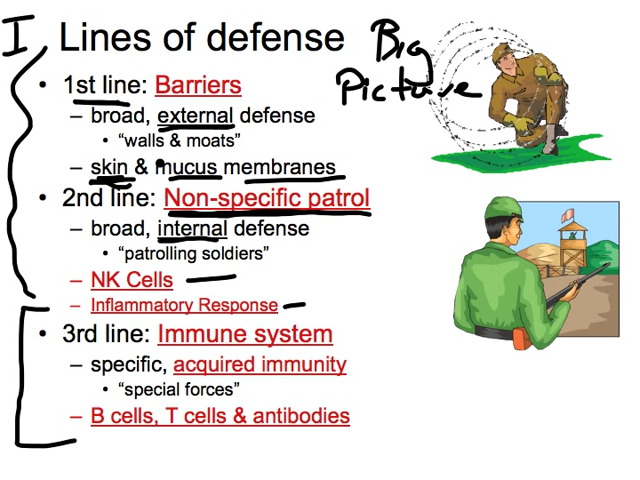 I Lines of defense Big
Picture
• 1st line: Barriers
– broad, external defense
• “walls & moats”
– skin & mucus membranes
• 2nd line: Non-specific patrol
– broad, internal defense
• “patrolling soldiers”
– NK Cells
– Inflammatory Response
• 3rd line: Immune system
– specific, acquired immunity
• “special forces”
– B cells, T cells & antibodies